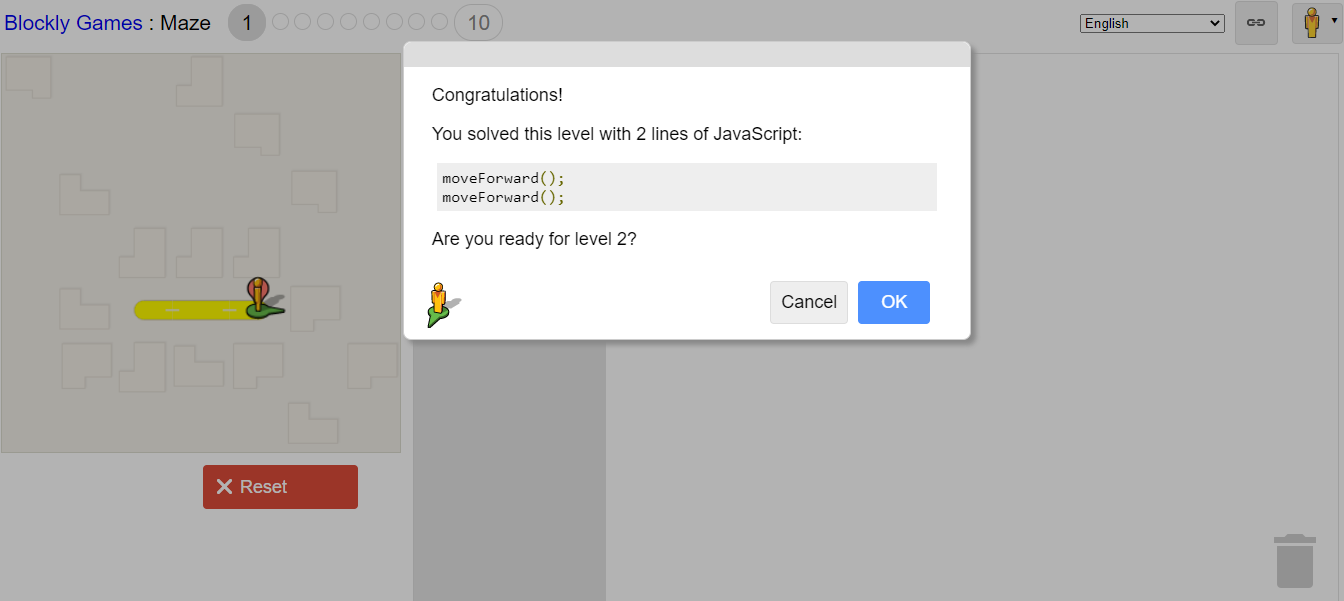 Blockly Games : Maze 1 10 English
Congratulations!
You solved this level with 2 lines of JavaScript:
moveForward();
moveForward();
Are you ready for level 2?
Cancel OK
Reset